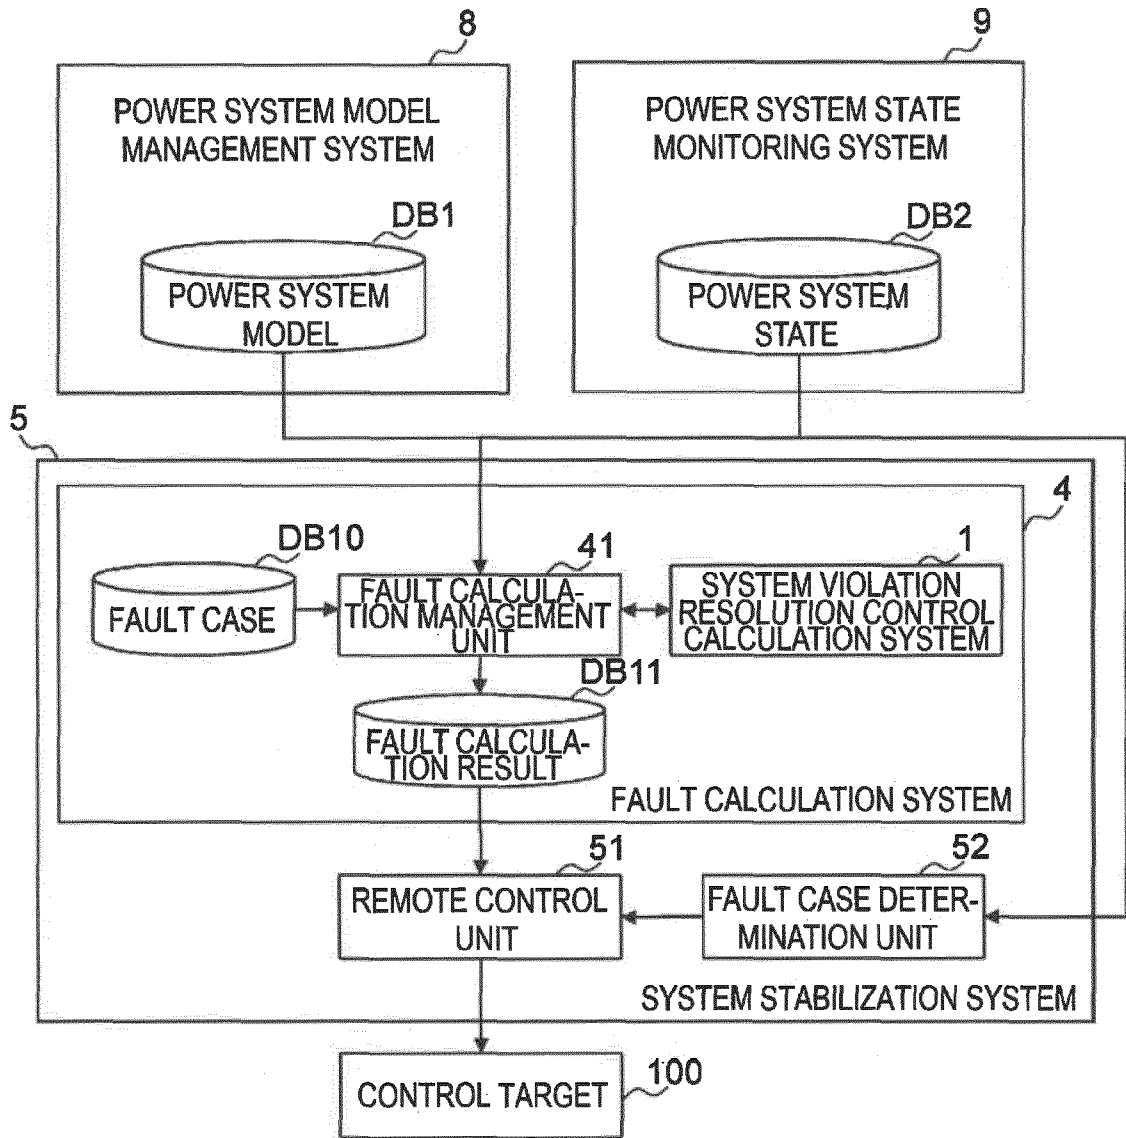 8
9
POWER SYSTEM MODEL
MANAGEMENT SYSTEM
POWER SYSTEM STATE
MONITORING SYSTEM
DB1
DB2
POWER SYSTEM
MODEL
POWER SYSTEM
STATE
5
4
DB10
41
1
FAULT CASE
FAULT CALCULA-
TION MANAGEMENT
UNIT
SYSTEM VIOLATION
RESOLUTION CONTROL
CALCULATION SYSTEM
DB11
FAULT CALCULA-
TION RESULT
FAULT CALCULATION SYSTEM
51
52
REMOTE CONTROL
UNIT
FAULT CASE DETER-
MINATION UNIT
SYSTEM STABILIZATION SYSTEM
100
CONTROL TARGET